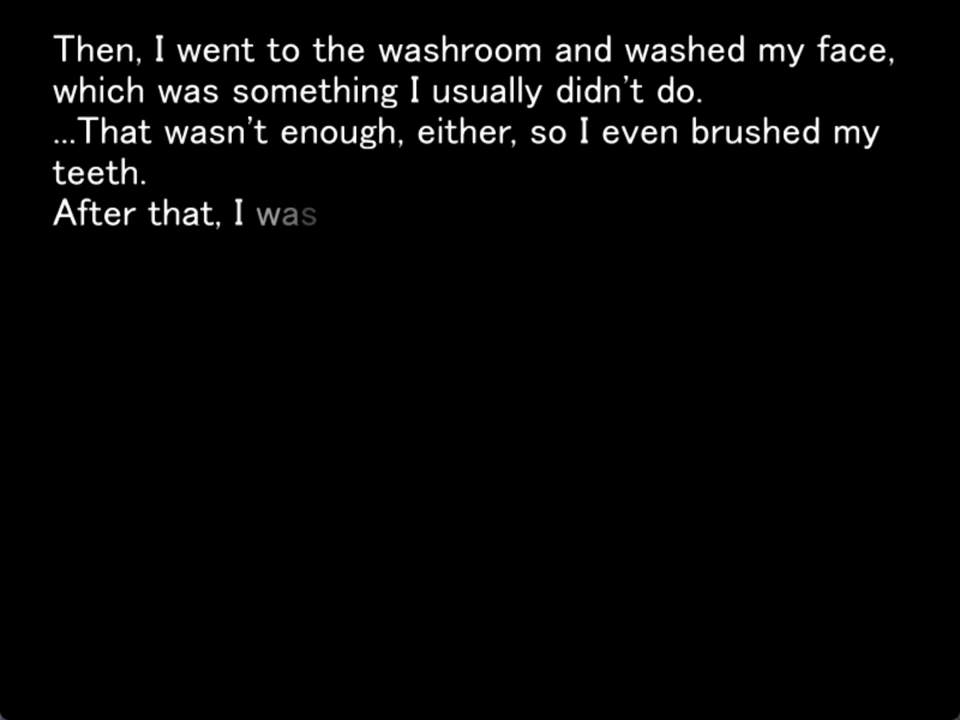 Then, I went to the washroom and washed my face,
which was something I usually didn't do.
...That wasn't enough, either, so I even brushed my
teeth.
After that, I was